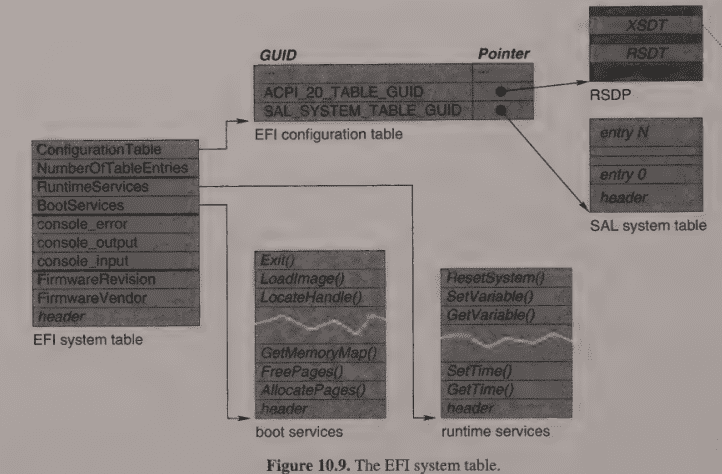 XSDT
RSDT
RSDP
GUID Pointer
ACPI_20_TABLE_GUID
SAL_SYSTEM_TABLE_GUID
EFI configuration table
entry N
entry 0
header
SAL system table
ConfigurationTable
NumberOfTableEntries
RuntimeServices
BootServices
console_error
console_output
console_input
FirmwareRevision
FirmwareVendor
header
EFI system table
Exit()
LoadImage()
LocateHandle()
GetMemoryMap()
FreePages()
AllocatePages()
header
boot services
ResetSystem()
SetVariable()
GetVariable()
SetTime()
GetTime()
header
runtime services
Figure 10.9. The EFI system table.